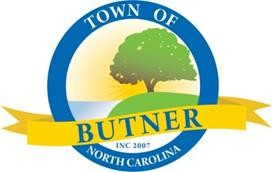 TOWN OF
BUTNER
INC 2007
NORTH CAROLINA